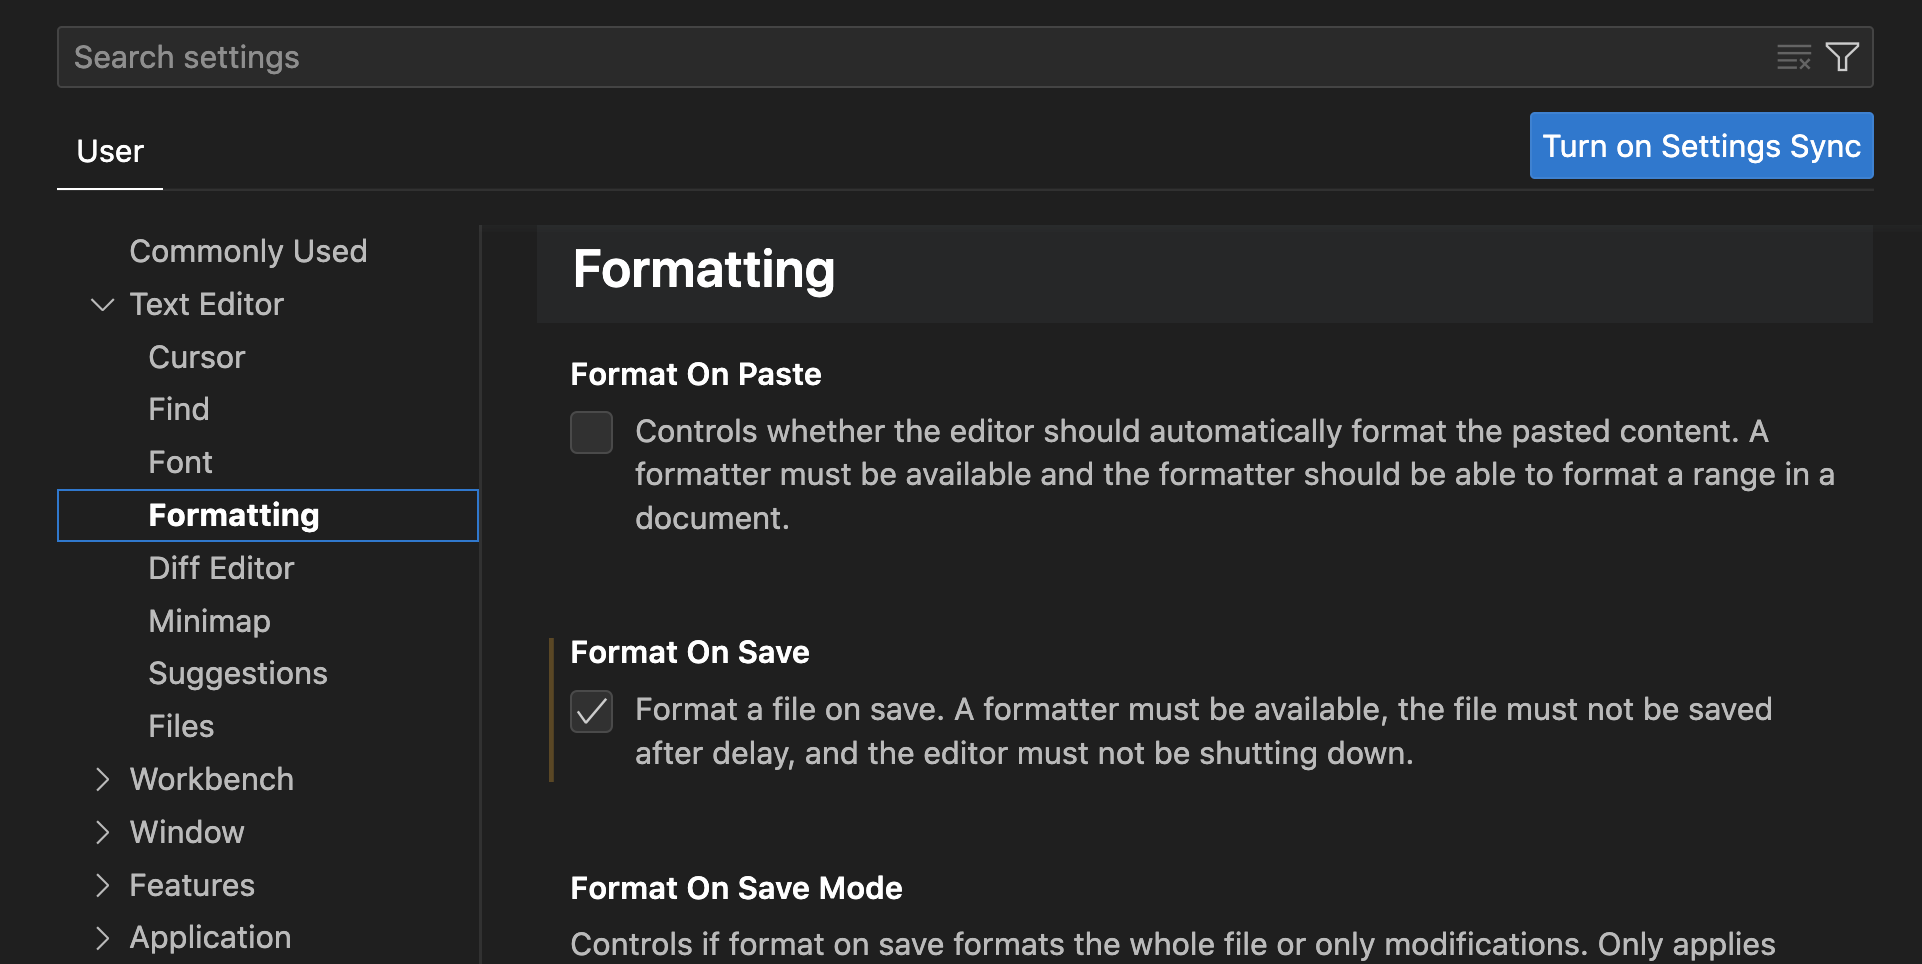 Search settings
User
Turn on Settings Sync
Commonly Used
Text Editor
Cursor
Find
Font
Formatting
Diff Editor
Minimap
Suggestions
Files
Workbench
Window
Features
Application
Formatting
Format On Paste
Controls whether the editor should automatically format the pasted content. A
formatter must be available and the formatter should be able to format a range in a
document.
Format On Save
Format a file on save. A formatter must be available, the file must not be saved
after delay, and the editor must not be shutting down.
Format On Save Mode
Controls if format on save formats the whole file or only modifications. Only applies